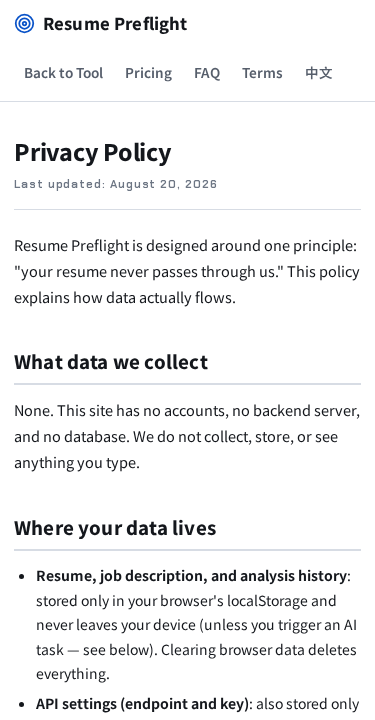 Resume Preflight
Back to Tool Pricing FAQ Terms 中文
Privacy Policy
Last updated: August 20, 2026
Resume Preflight is designed around one principle:
"your resume never passes through us." This policy
explains how data actually flows.
What data we collect
None. This site has no accounts, no backend server,
and no database. We do not collect, store, or see
anything you type.
Where your data lives
• Resume, job description, and analysis history:
stored only in your browser's localStorage and
never leaves your device (unless you trigger an AI
task — see below). Clearing browser data deletes
everything.
• API settings (endpoint and key): also stored only